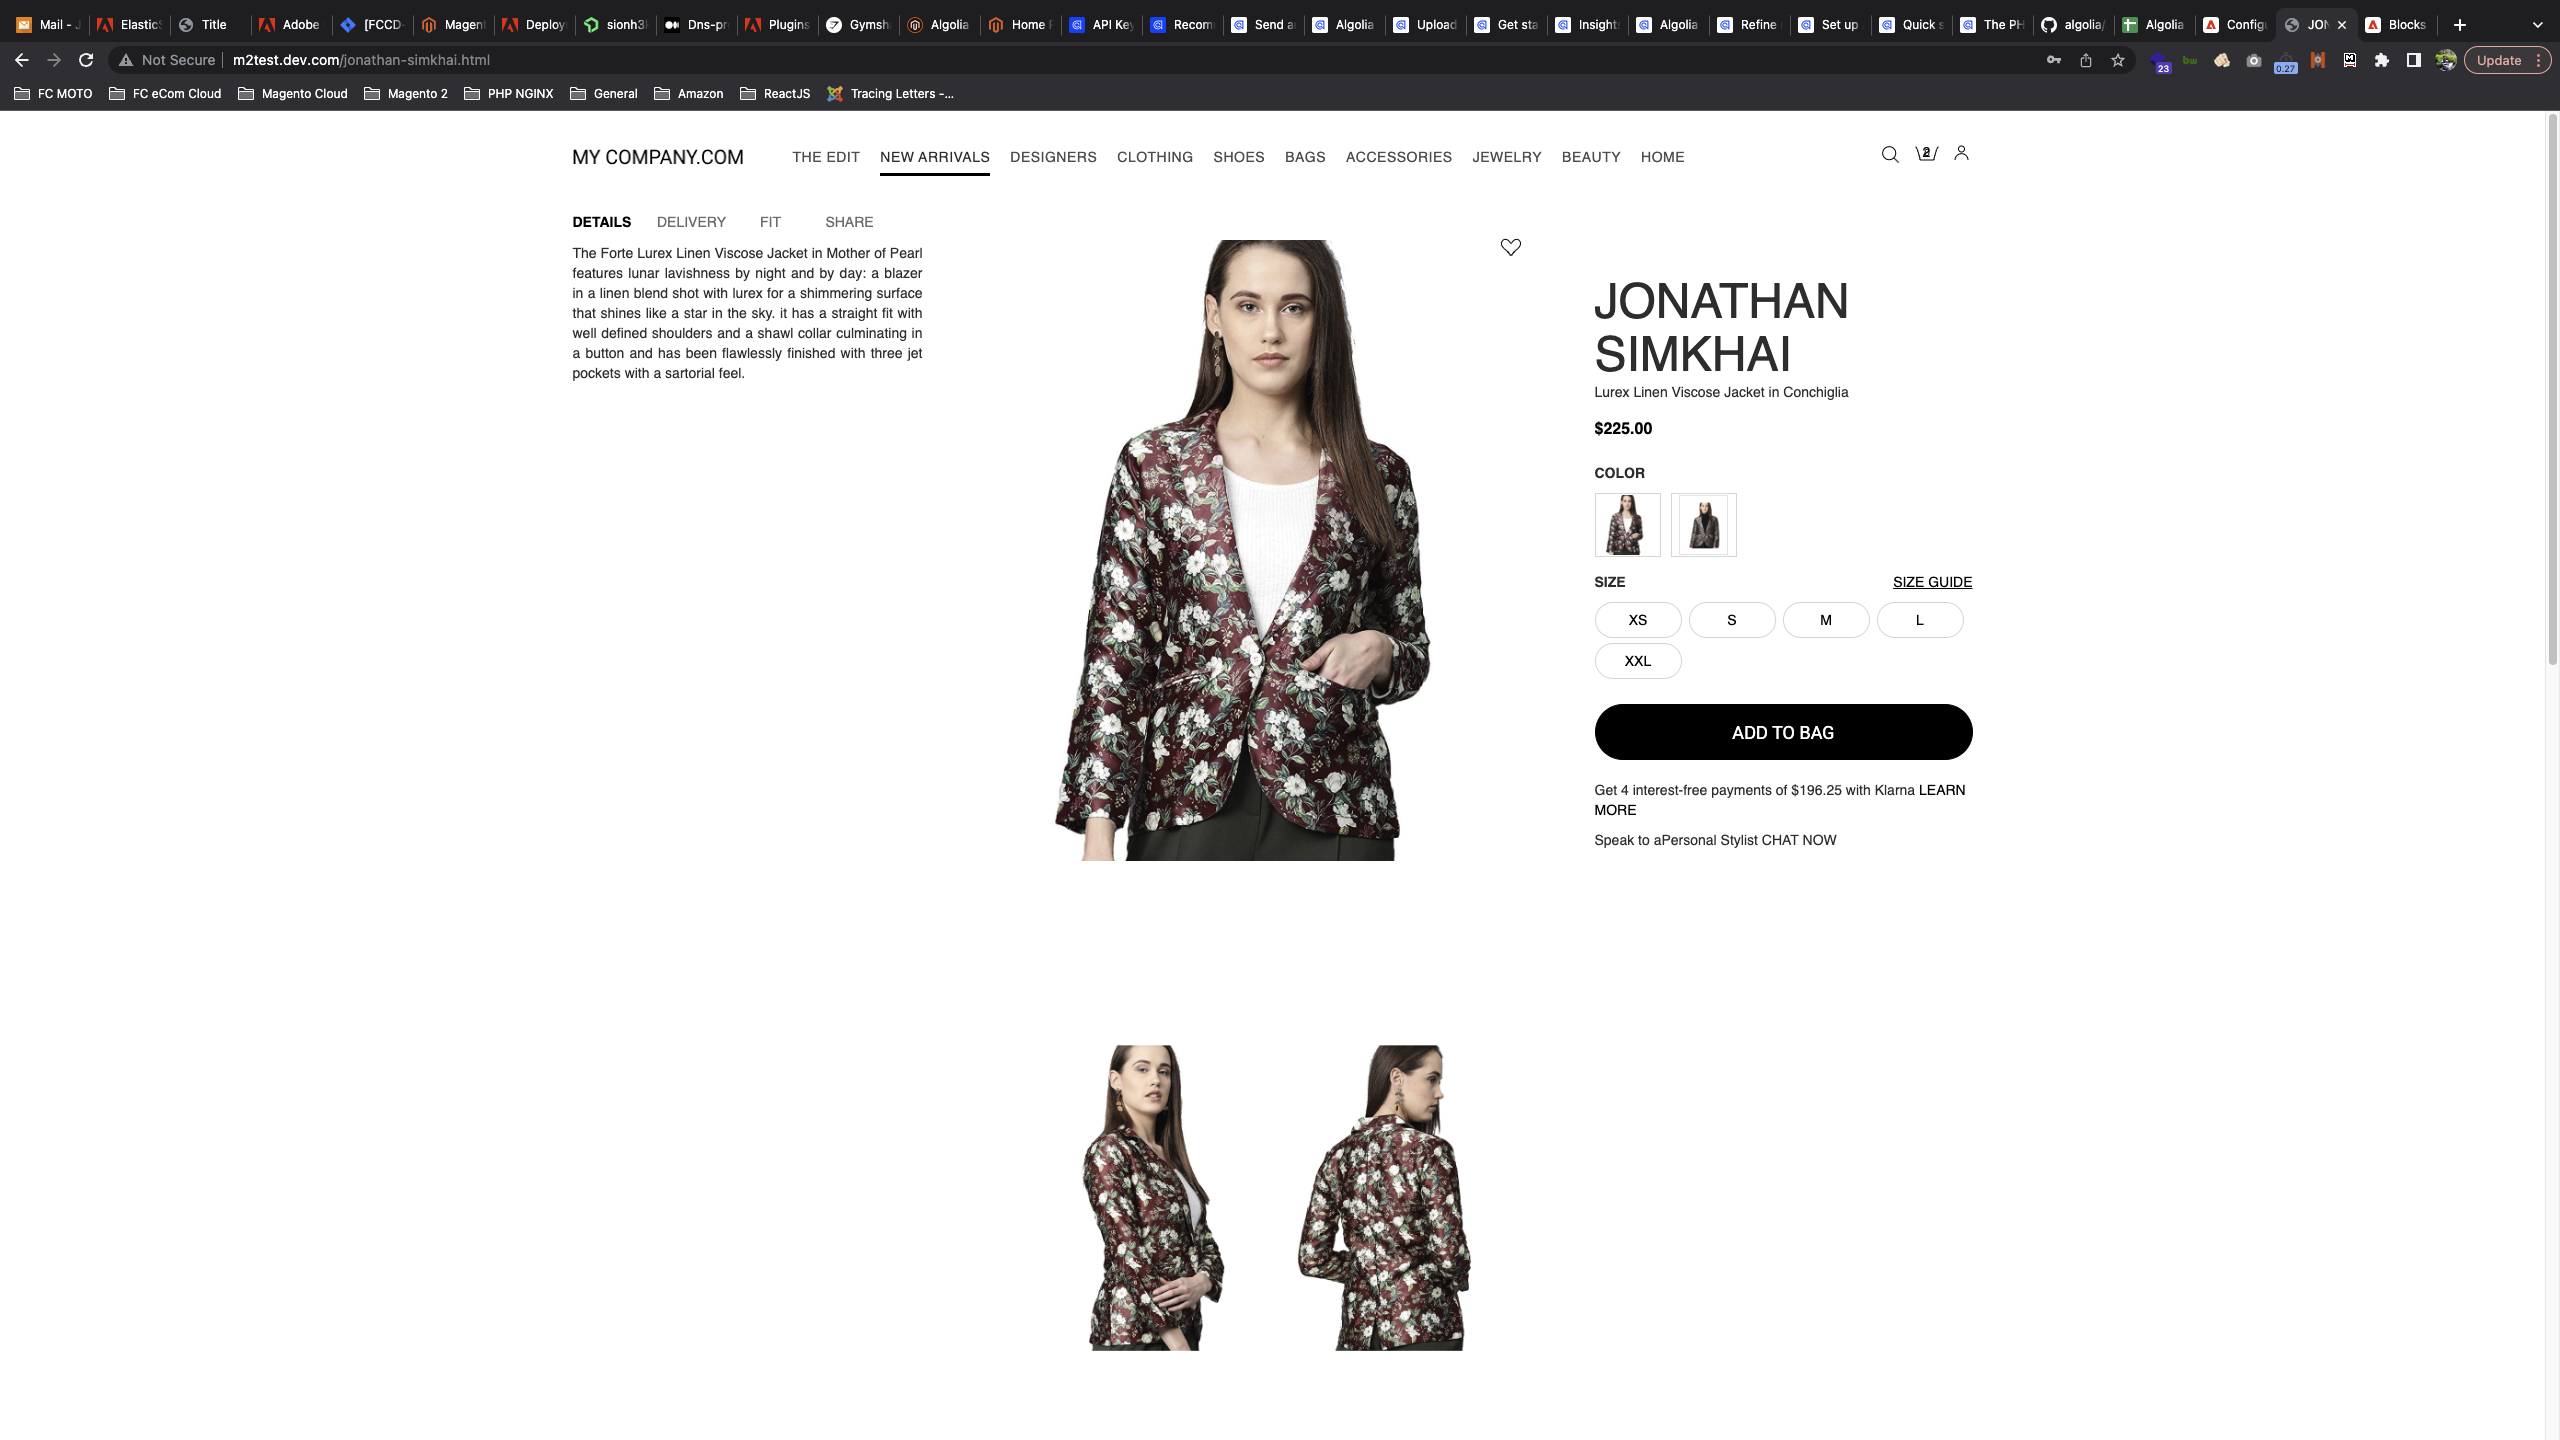 Mail - J
ElasticS
Title
Adobe
[FCCD-
Magent
Adobe
Deploy
sionh3
Dns-pr
Plugins
Gymsh
Algolia
Home P
API Key
Recom
Send a
Algolia
Upload
Get sta
Insight
Algolia
Refine
Set up
Quick s
The PH
algolia/
Algolia
Config
JON
Blocks
Not Secure
m2test.dev.com/jonathan-simkhai.html
23
bw
0.27
Update
FC MOTO
FC eCom Cloud
Magento Cloud
Magento 2
PHP NGINX
General
Amazon
ReactJS
Tracing Letters -...
MY COMPANY.COM
THE EDIT
NEW ARRIVALS
DESIGNERS
CLOTHING
SHOES
BAGS
ACCESSORIES
JEWELRY
BEAUTY
HOME
2
DETAILS
DELIVERY
FIT
SHARE
The Forte Lurex Linen Viscose Jacket in Mother of Pearl
features lunar lavishness by night and by day: a blazer
in a linen blend shot with lurex for a shimmering surface
that shines like a star in the sky. it has a straight fit with
well defined shoulders and a shawl collar culminating in
a button and has been flawlessly finished with three jet
pockets with a sartorial feel.
JONATHAN
SIMKHAI
Lurex Linen Viscose Jacket in Conchiglia
$225.00
COLOR
SIZE
SIZE GUIDE
XS
S
M
L
XXL
ADD TO BAG
Get 4 interest-free payments of $196.25 with Klarna LEARN
MORE
Speak to aPersonal Stylist CHAT NOW